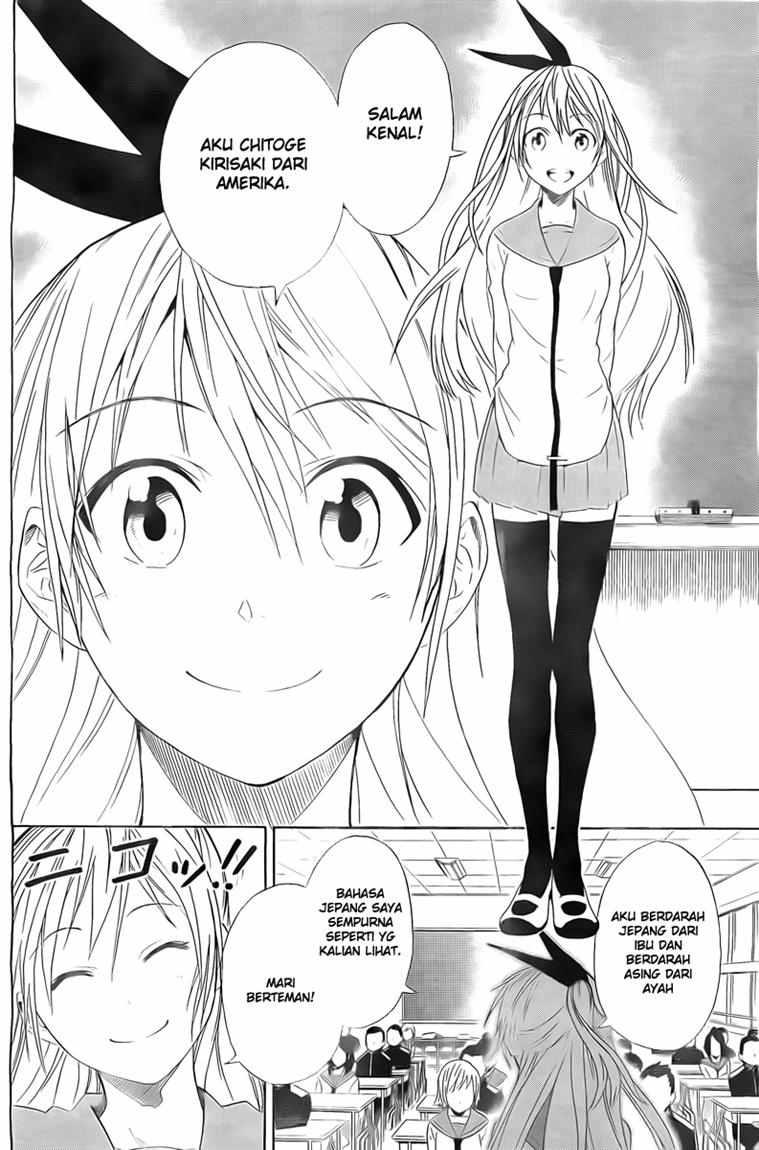 SALAM
KENAL!
AKU CHITOGE
KIRISAKI DARI
AMERIKA.
AKU BERDARAH
JEPANG DARI
IBU DAN
BERDARAH
ASING DARI
AYAH
BAHASA
JEPANG SAYA
SEMPURNA
SEPERTI YG
KALIAN LIHAT.
MARI
BERTEMAN!
ニコッ!!